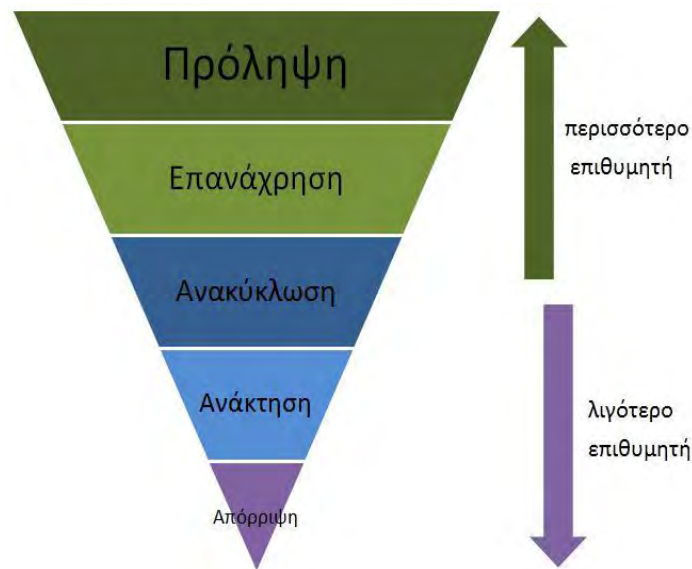 Πρόληψη
Επανάχρηση
Ανακύκλωση
Ανάκτηση
Απόρριψη
περισσότερο
επιθυμητή
λιγότερο
επιθυμητή